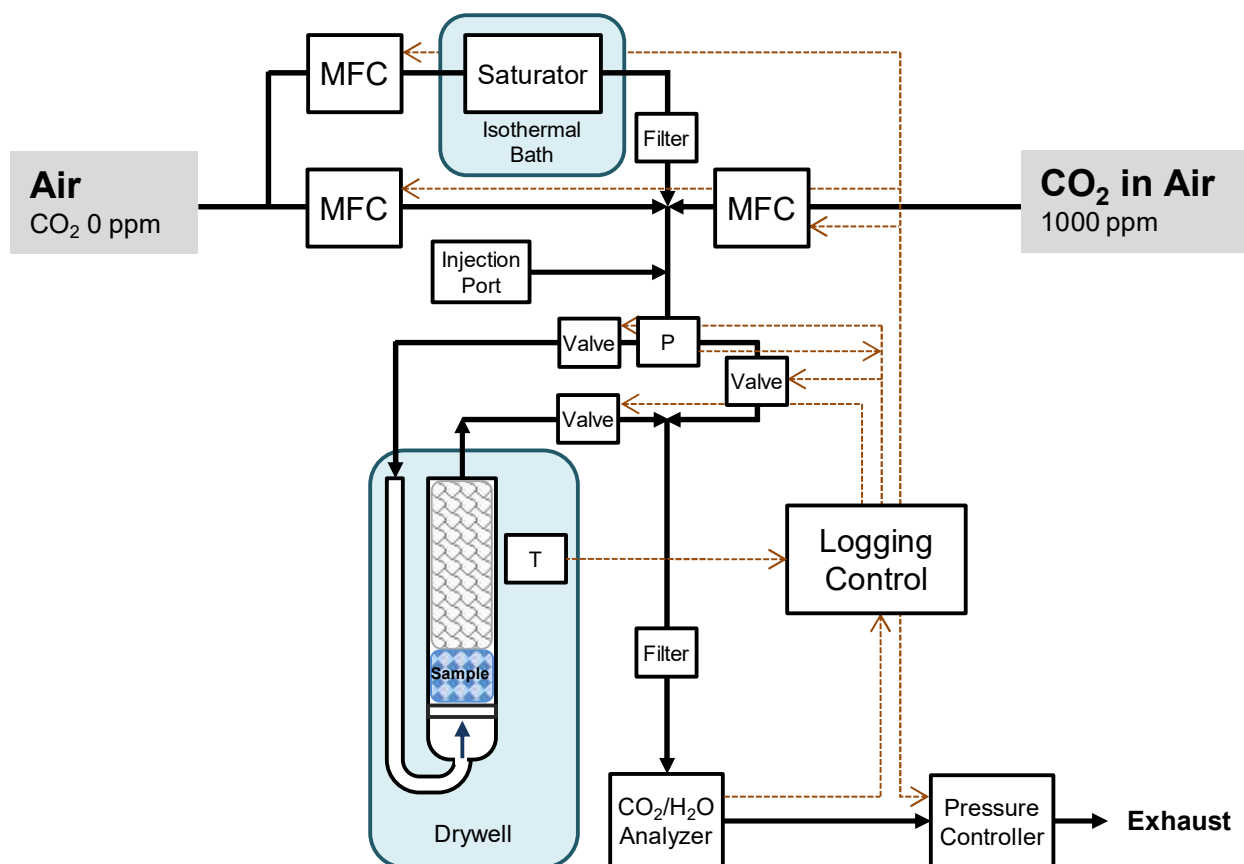 MFC
Saturator
Isothermal
Bath
Filter
Air
CO₂ 0 ppm
MFC
MFC
CO₂ in Air
1000 ppm
Injection
Port
Valve
P
Valve
Valve
T
Logging
Control
Sample
Filter
Drywell
CO₂/H₂O
Analyzer
Pressure
Controller
Exhaust